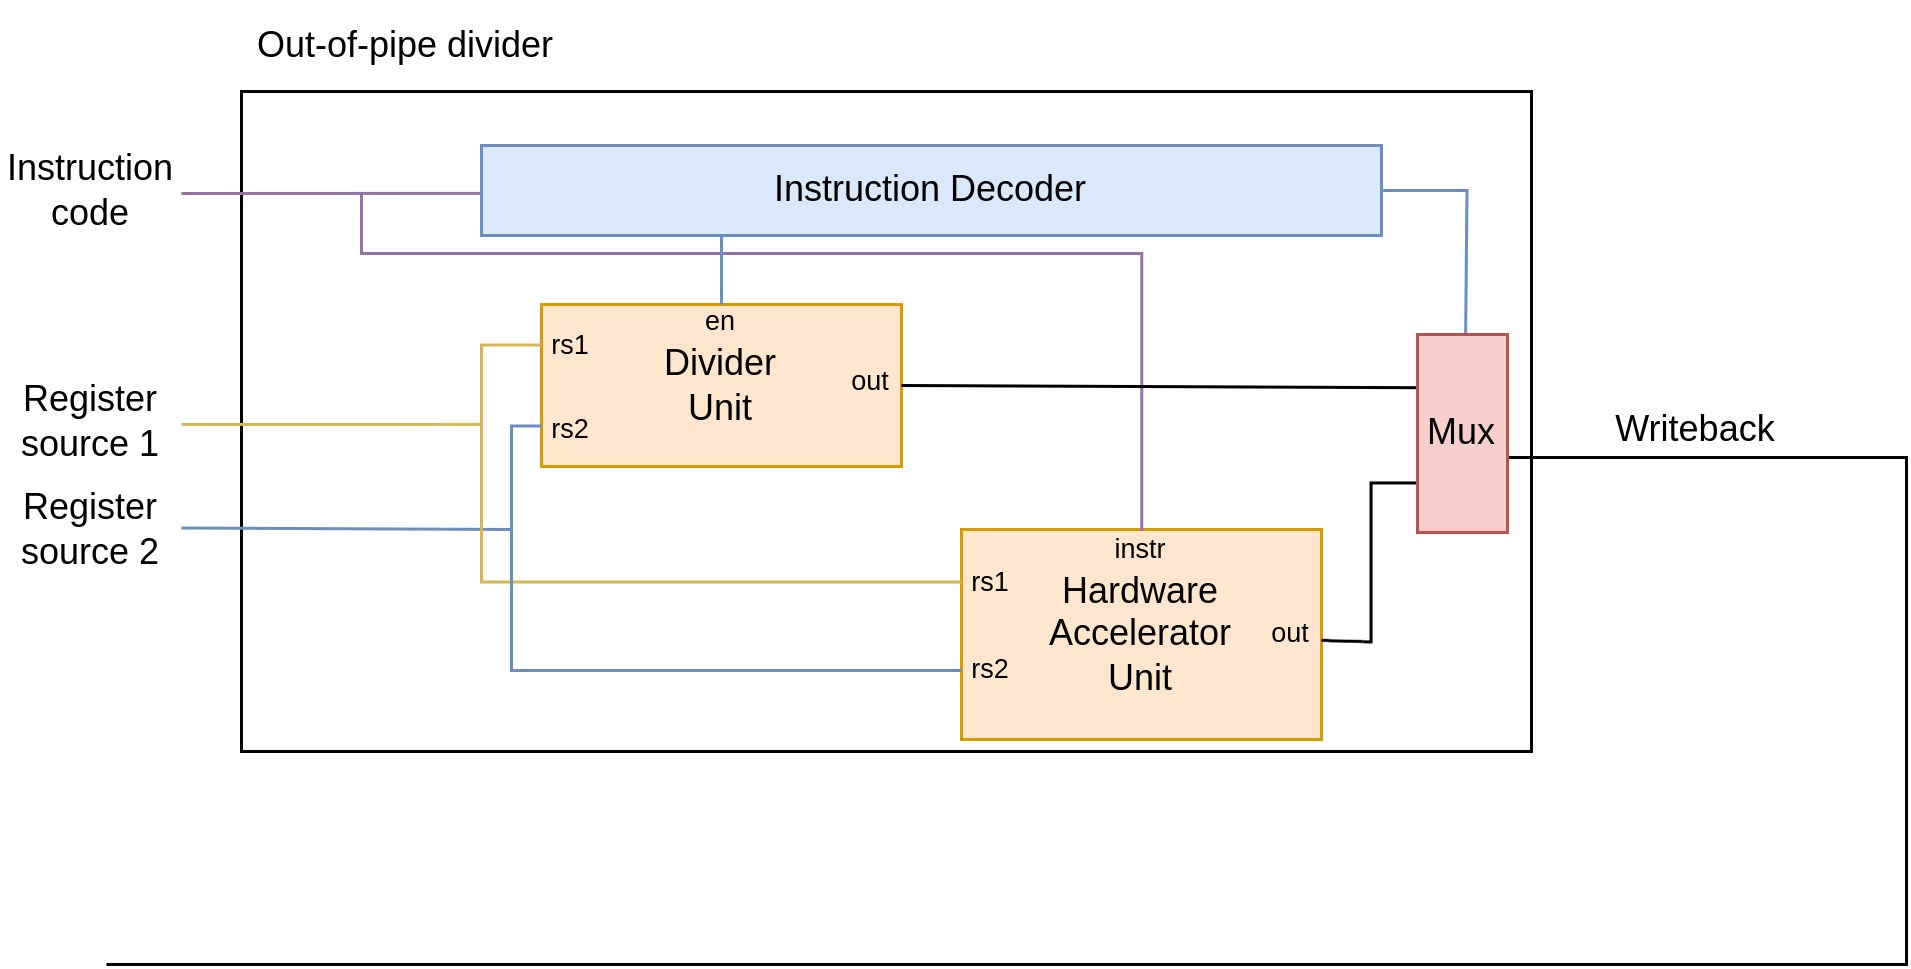 Out-of-pipe divider
Instruction
code
Instruction Decoder
en
rs1
Divider
Unit
out
rs2
Register
source 1
Register
source 2
Mux
Writeback
instr
rs1
Hardware
Accelerator
Unit
out
rs2